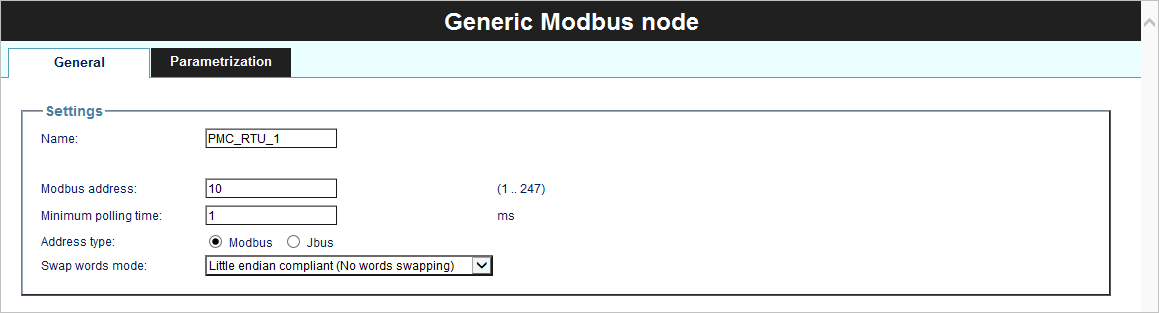 Generic Modbus node
General Parametrization
Settings
Name: PMC_RTU_1
Modbus address: 10 (1 .. 247)
Minimum polling time: 1 ms
Address type: Modbus Jbus
Swap words mode: Little endian compliant (No words swapping)